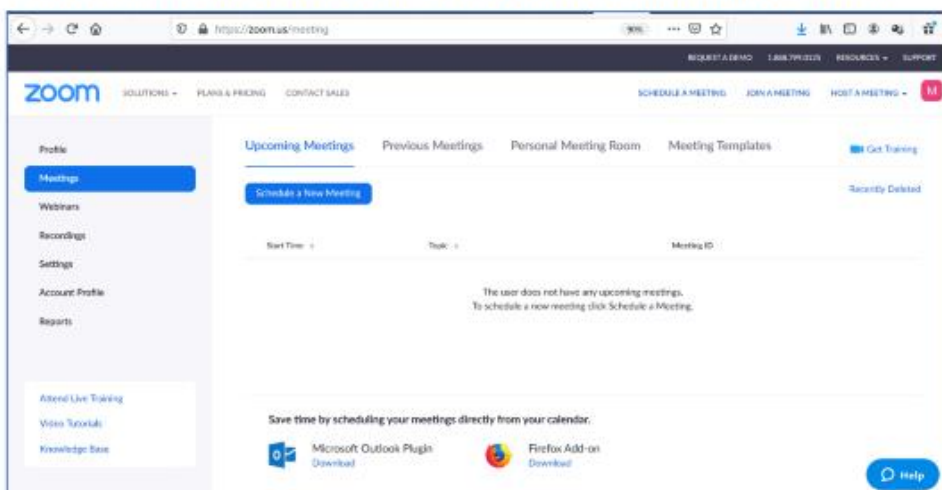 https://zoom.us/meeting
90%
REQUEST A DEMO 1.888.799.0125 RESOURCES SUPPORT
zoom SOLUTIONS PLANS & PRICING CONTACT SALES SCHEDULE A MEETING JOIN A MEETING HOST A MEETING M
Profile
Meetings
Webinars
Recordings
Settings
Account Profile
Reports
Attend Live Training
Video Tutorials
Knowledge Base
Upcoming Meetings Previous Meetings Personal Meeting Room Meeting Templates
Get Training
Schedule a New Meeting
Recently Deleted
Start Time Topic Meeting ID
The user does not have any upcoming meetings.
To schedule a new meeting click Schedule a Meeting.
Save time by scheduling your meetings directly from your calendar.
Microsoft Outlook Plugin
Download
Firefox Add-on
Download
Help